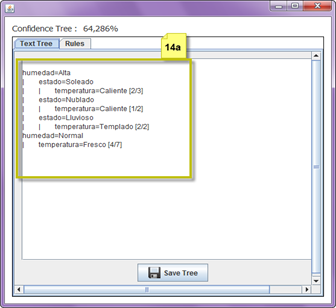 Confidence Tree : 64,286%
14a
Text Tree Rules
humedad=Alta
| estado=Soleado
| | temperatura=Caliente [2/3]
| estado=Nublado
| | temperatura=Caliente [1/2]
| estado=Lluvioso
| | temperatura=Templado [2/2]
humedad=Normal
| temperatura=Fresco [4/7]
Save Tree